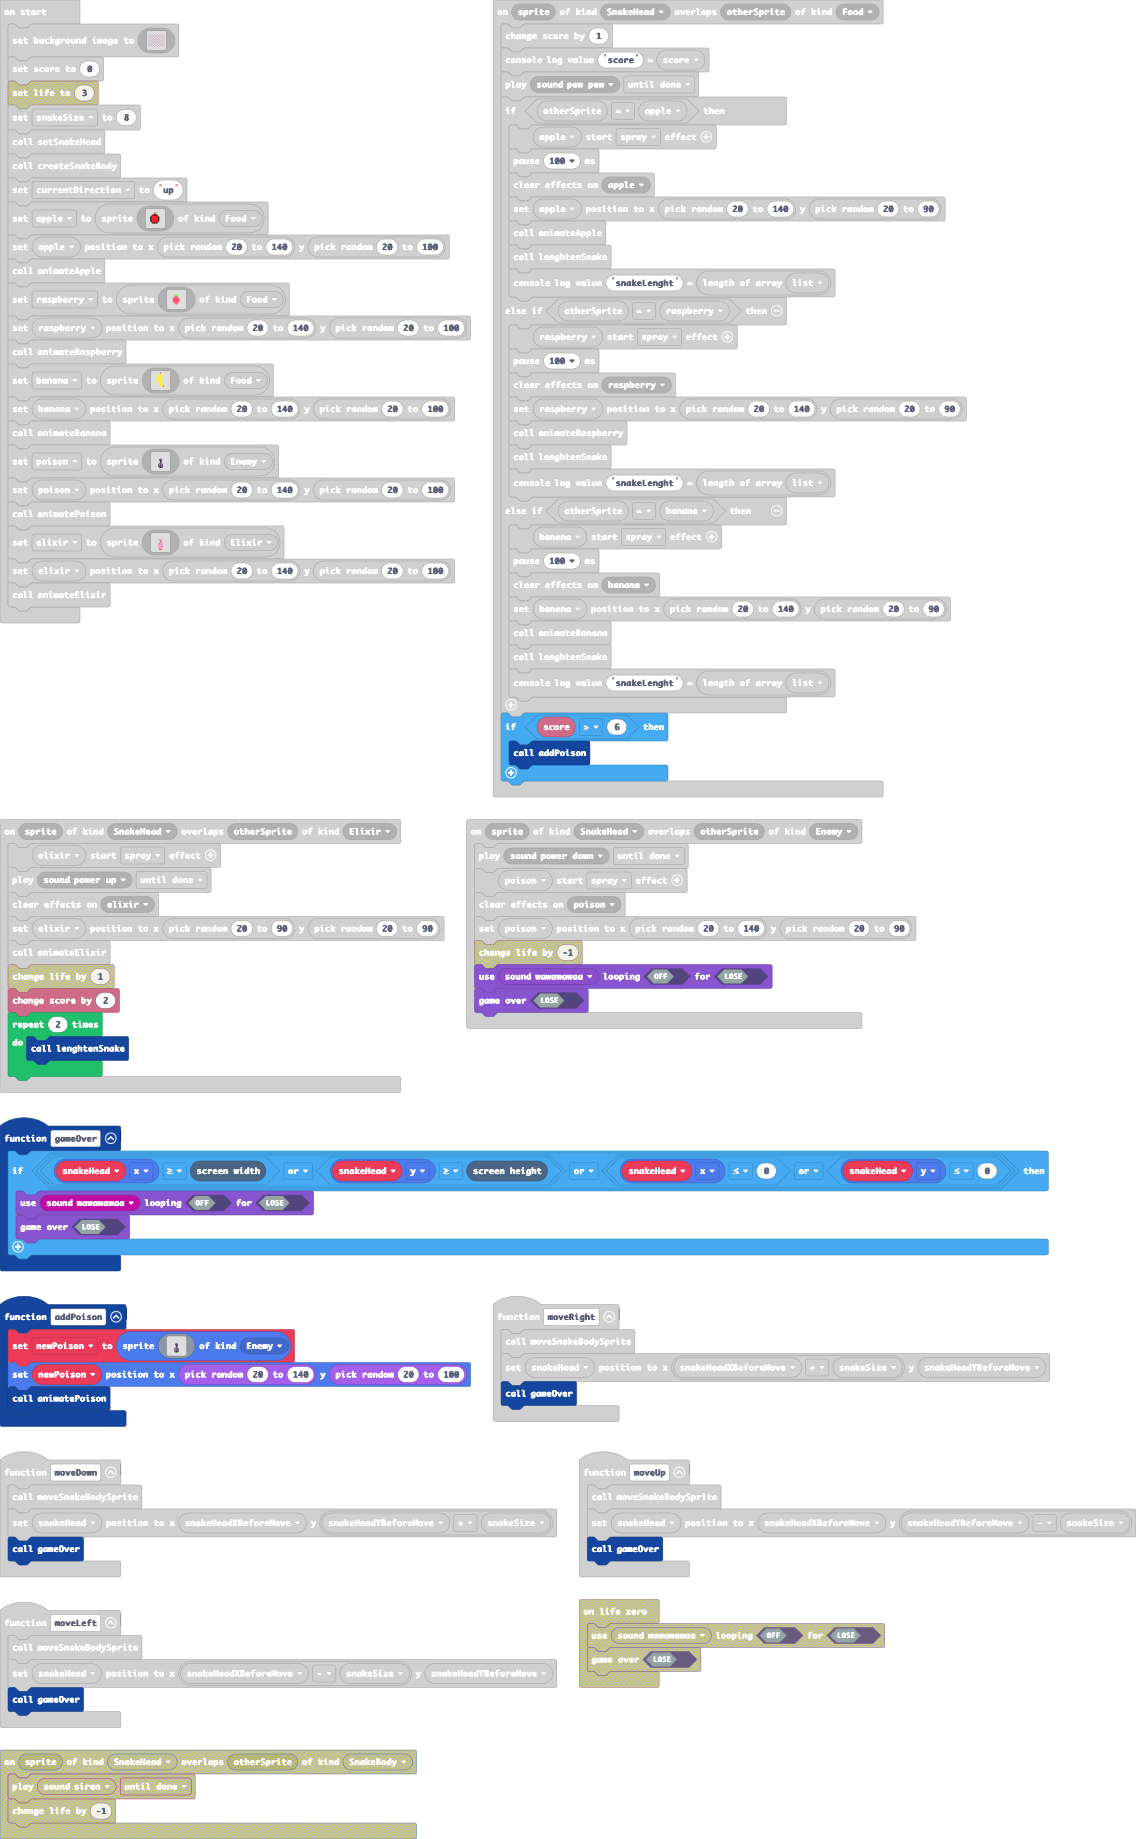 on start
set background image to
set score to 0
set life to 3
set snakeSize to 8
call setSnakeHead
call createSnakeBody
set currentDirection to "up"
set apple to sprite of kind Food
set apple position to x pick random 20 to 140 y pick random 20 to 100
call animateApple
set raspberry to sprite of kind Food
set raspberry position to x pick random 20 to 140 y pick random 20 to 100
call animateRaspberry
set banana to sprite of kind Food
set banana position to x pick random 20 to 140 y pick random 20 to 100
call animateBanana
set poison to sprite of kind Enemy
set poison position to x pick random 20 to 140 y pick random 20 to 100
call animatePoison
set elixir to sprite of kind Elixir
set elixir position to x pick random 20 to 140 y pick random 20 to 100
call animateElixir
on sprite of kind SnakeHead overlaps otherSprite of kind Food
change score by 1
console log value "score" = score
play sound pew pew until done
if otherSprite = apple then
apple start spray effect
pause 100 ms
clear effects on apple
set apple position to x pick random 20 to 140 y pick random 20 to 90
call animateApple
call lenghtenSnake
console log value "snakeLenght" = length of array list
else if otherSprite = raspberry then
raspberry start spray effect
pause 100 ms
clear effects on raspberry
set raspberry position to x pick random 20 to 140 y pick random 20 to 90
call animateRaspberry
call lenghtenSnake
console log value "snakeLenght" = length of array list
else if otherSprite = banana then
banana start spray effect
pause 100 ms
clear effects on banana
set banana position to x pick random 20 to 140 y pick random 20 to 90
call animateBanana
call lenghtenSnake
console log value "snakeLenght" = length of array list
if score > 6 then
call addPoison
on sprite of kind SnakeHead overlaps otherSprite of kind Elixir
elixir start spray effect
play sound power up until done
clear effects on elixir
set elixir position to x pick random 20 to 90 y pick random 20 to 90
call animateElixir
change life by 1
change score by 2
repeat 2 times
do call lenghtenSnake
on sprite of kind SnakeHead overlaps otherSprite of kind Enemy
play sound power down until done
poison start spray effect
clear effects on poison
set poison position to x pick random 20 to 140 y pick random 20 to 90
change life by -1
use sound wawawawaa looping OFF for LOSE
game over LOSE
function gameOver
if snakeHead x ≥ screen width or snakeHead y ≥ screen height or snakeHead x ≤ 0 or snakeHead y ≤ 0 then
use sound wawawawaa looping OFF for LOSE
game over LOSE
function addPoison
set newPoison to sprite of kind Enemy
set newPoison position to x pick random 20 to 140 y pick random 20 to 100
call animatePoison
function moveRight
call moveSnakeBodySprite
set snakeHead position to x snakeHeadXBeforeMove + snakeSize y snakeHeadYBeforeMove
call gameOver
function moveDown
call moveSnakeBodySprite
set snakeHead position to x snakeHeadXBeforeMove y snakeHeadYBeforeMove + snakeSize
call gameOver
function moveUp
call moveSnakeBodySprite
set snakeHead position to x snakeHeadXBeforeMove y snakeHeadYBeforeMove - snakeSize
call gameOver
function moveLeft
call moveSnakeBodySprite
set snakeHead position to x snakeHeadXBeforeMove - snakeSize y snakeHeadYBeforeMove
call gameOver
on life zero
use sound wawawawaa looping OFF for LOSE
game over LOSE
on sprite of kind SnakeHead overlaps otherSprite of kind SnakeBody
play sound siren until done
change life by -1